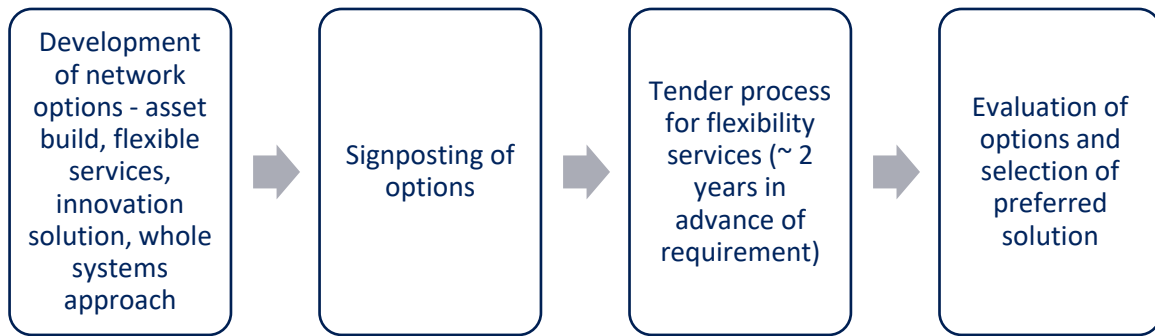 Development
of network
options - asset
build, flexible
services,
innovation
solution, whole
systems
approach
Signposting of
options
Tender process
for flexibility
services (~ 2
years in
advance of
requirement)
Evaluation of
options and
selection of
preferred
solution